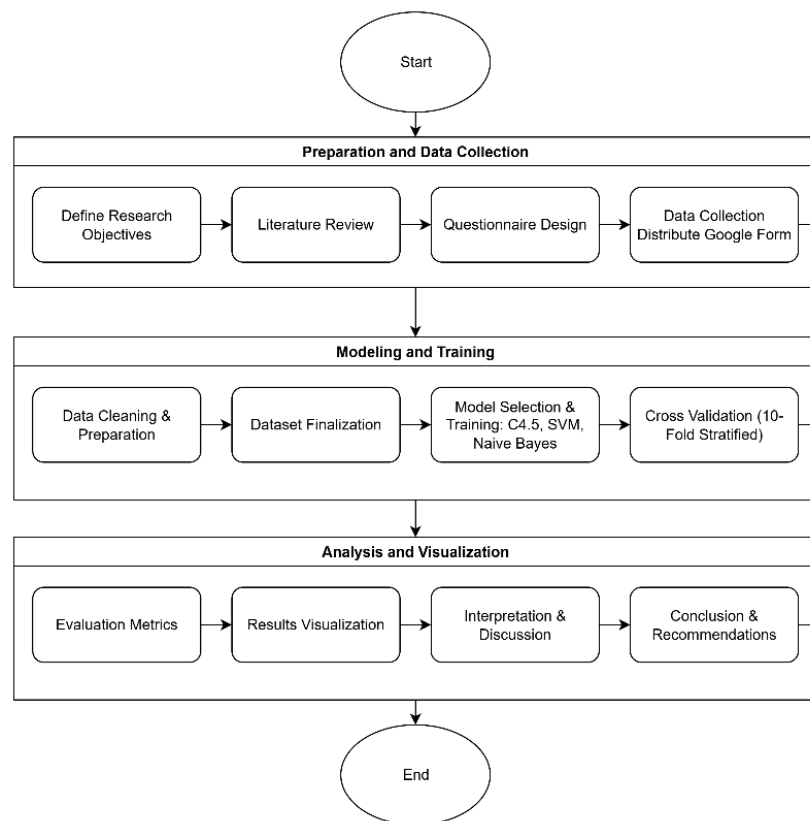 Start
Preparation and Data Collection
Define Research
Objectives
Literature Review
Questionnaire Design
Data Collection
Distribute Google Form
Modeling and Training
Data Cleaning &
Preparation
Dataset Finalization
Model Selection &
Training: C4.5, SVM,
Naive Bayes
Cross Validation (10-
Fold Stratified)
Analysis and Visualization
Evaluation Metrics
Results Visualization
Interpretation &
Discussion
Conclusion &
Recommendations
End